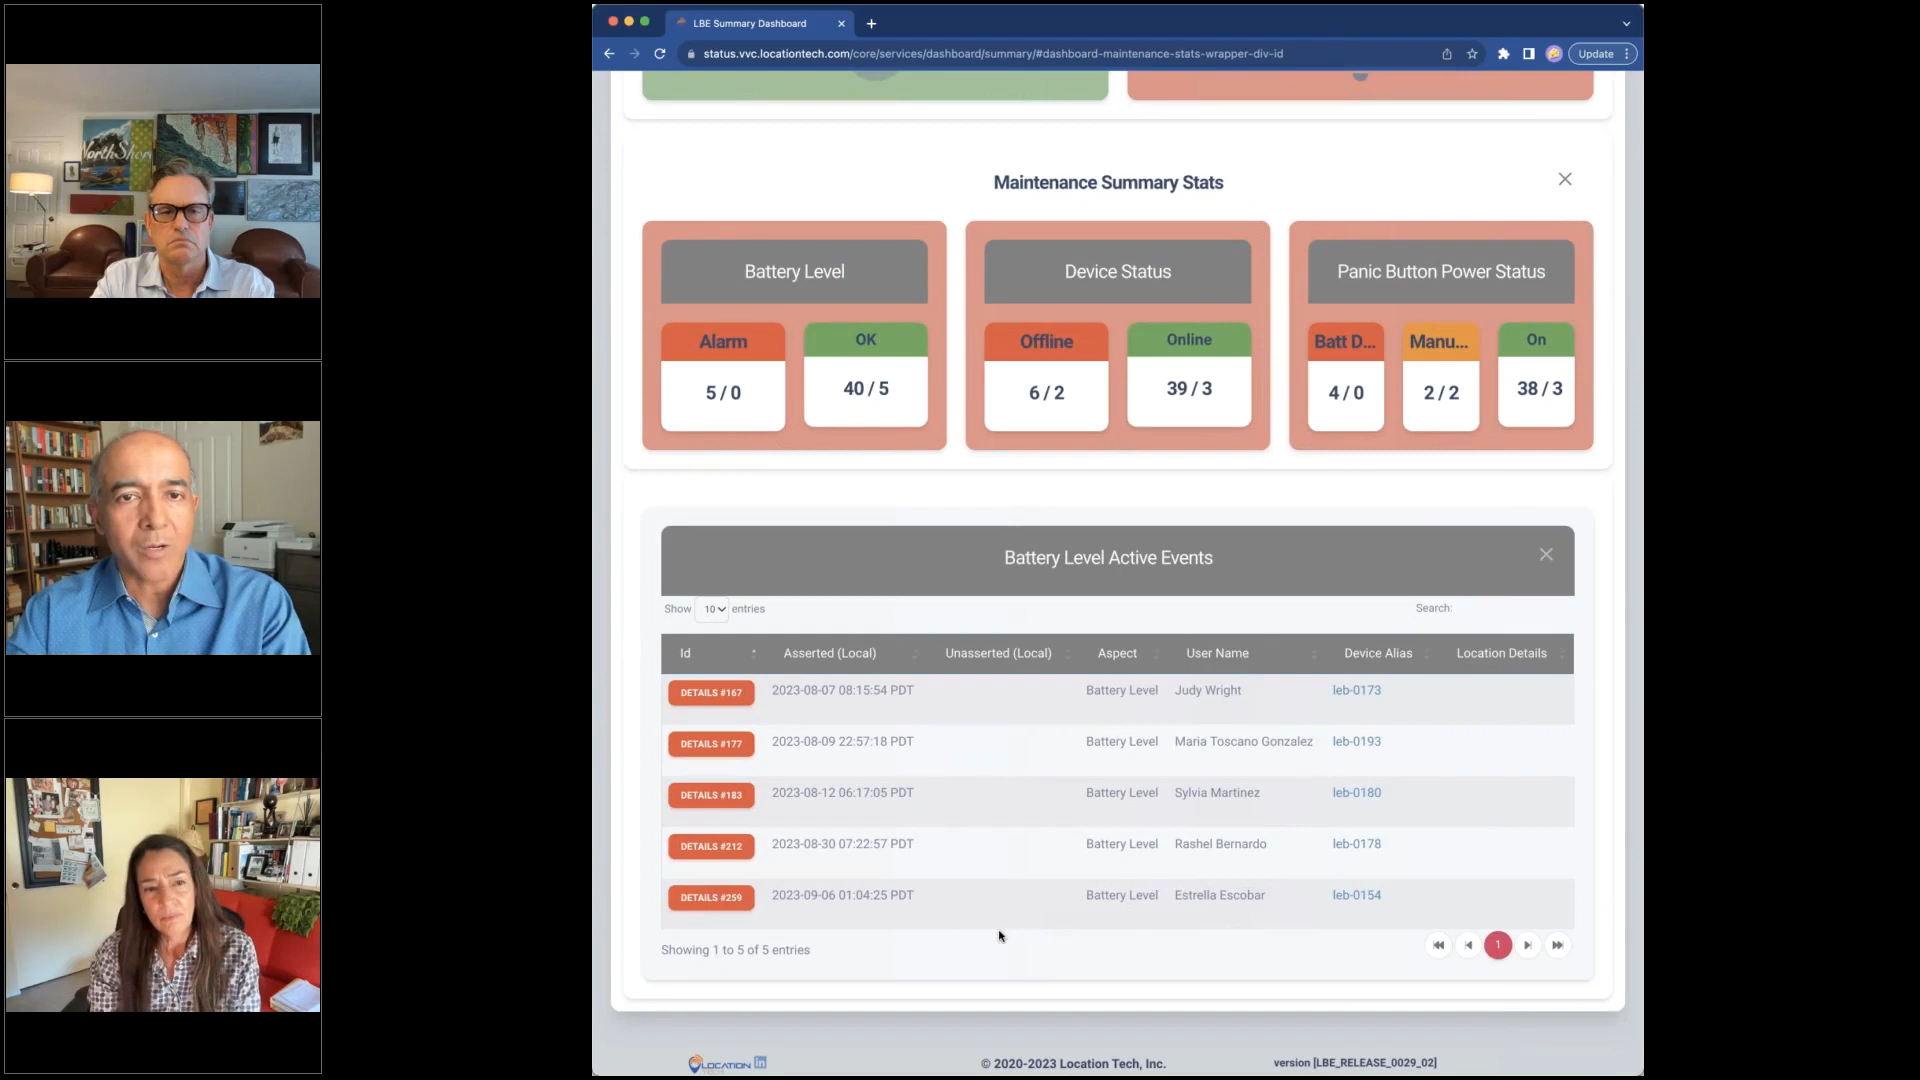 NorthShor
LBE Summary Dashboard
status.vvc.locationtech.com/core/services/dashboard/summary/#dashboard-maintenance-stats-wrapper-div-id
Update
Maintenance Summary Stats
Battery Level
Alarm
OK
5 / 0
40 / 5
Device Status
Offline
Online
6 / 2
39 / 3
Panic Button Power Status
Batt D...
Manu...
On
4 / 0
2 / 2
38 / 3
Battery Level Active Events
Show 10 entries
Search:
Id Asserted (Local) Unasserted (Local) Aspect User Name Device Alias Location Details
DETAILS #167 2023-08-07 08:15:54 PDT Battery Level Judy Wright leb-0173
DETAILS #177 2023-08-09 22:57:18 PDT Battery Level Maria Toscano Gonzalez leb-0193
DETAILS #183 2023-08-12 06:17:05 PDT Battery Level Sylvia Martinez leb-0180
DETAILS #212 2023-08-30 07:22:57 PDT Battery Level Rashel Bernardo leb-0178
DETAILS #259 2023-09-06 01:04:25 PDT Battery Level Estrella Escobar leb-0154
Showing 1 to 5 of 5 entries
1
LOCATION
TECH
in
© 2020-2023 Location Tech, Inc.
version [LBE_RELEASE_0029_02]